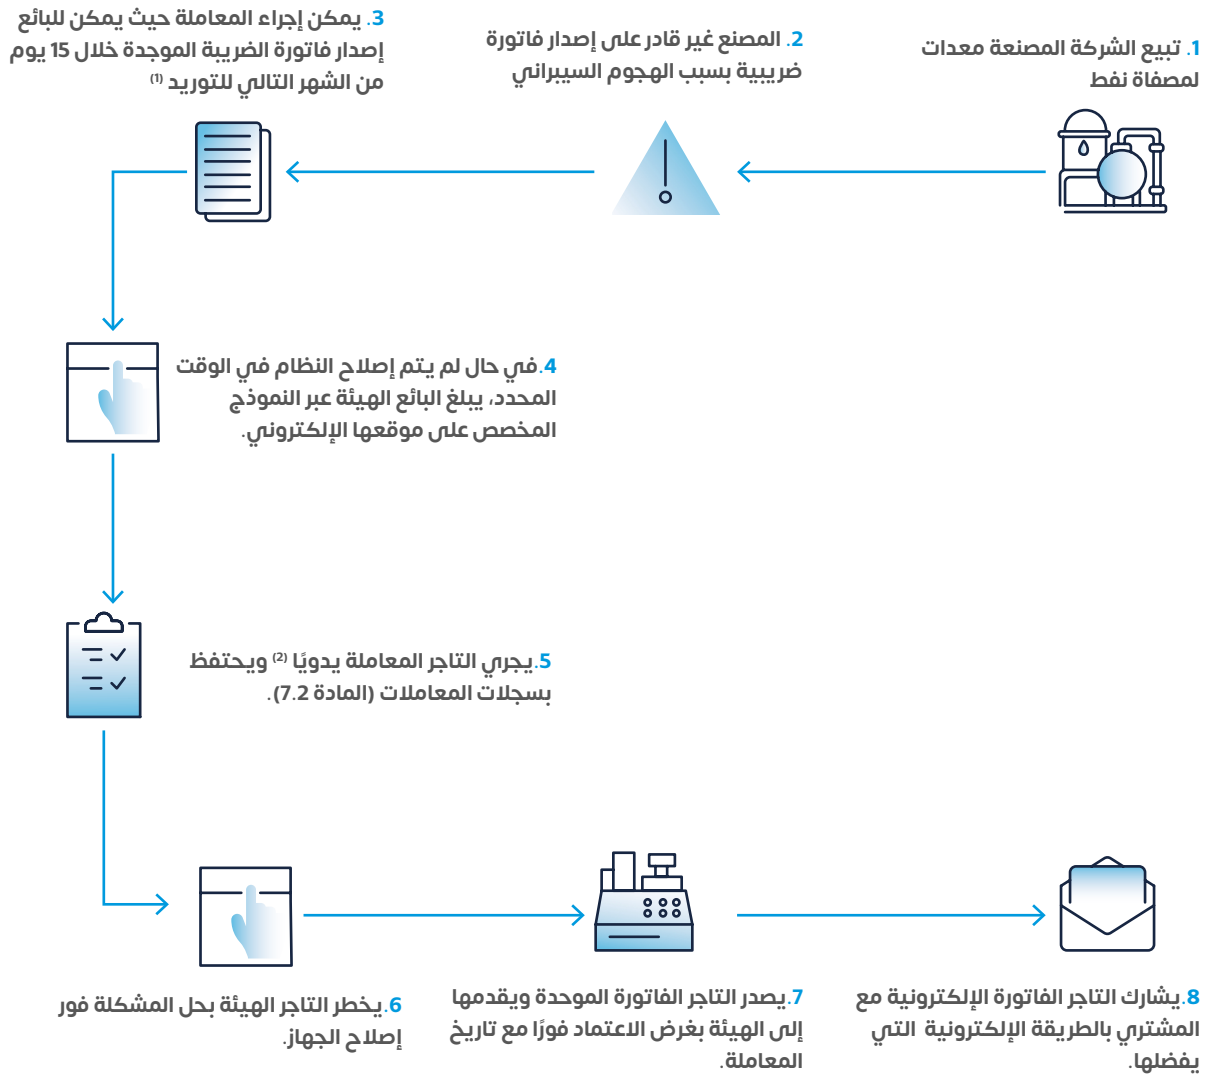 1. تبيع الشركة المصنعة معدات
لمصفاة نفط
2. المصنع غير قادر على إصدار فاتورة
ضريبية بسبب الهجوم السيبراني
3. يمكن إجراء المعاملة حيث يمكن للبائع
إصدار فاتورة الضريبة الموجدة خلال 15 يوم
من الشهر التالي للتوريد (1)
4.في حال لم يتم إصلاح النظام في الوقت
المحدد، يبلغ البائع الهيئة عبر النموذج
المخصص على موقعها الإلكتروني.
5.يجري التاجر المعاملة يدويًا (2) ويحتفظ
بسجلات المعاملات (المادة 7.2).
6.يخطر التاجر الهيئة بحل المشكلة فور
إصلاح الجهاز.
7.يصدر التاجر الفاتورة الموحدة ويقدمها
إلى الهيئة بغرض الاعتماد فورًا مع تاريخ
المعاملة.
8.يشارك التاجر الفاتورة الإلكترونية مع
المشتري بالطريقة الإلكترونية التي
يفضلها.